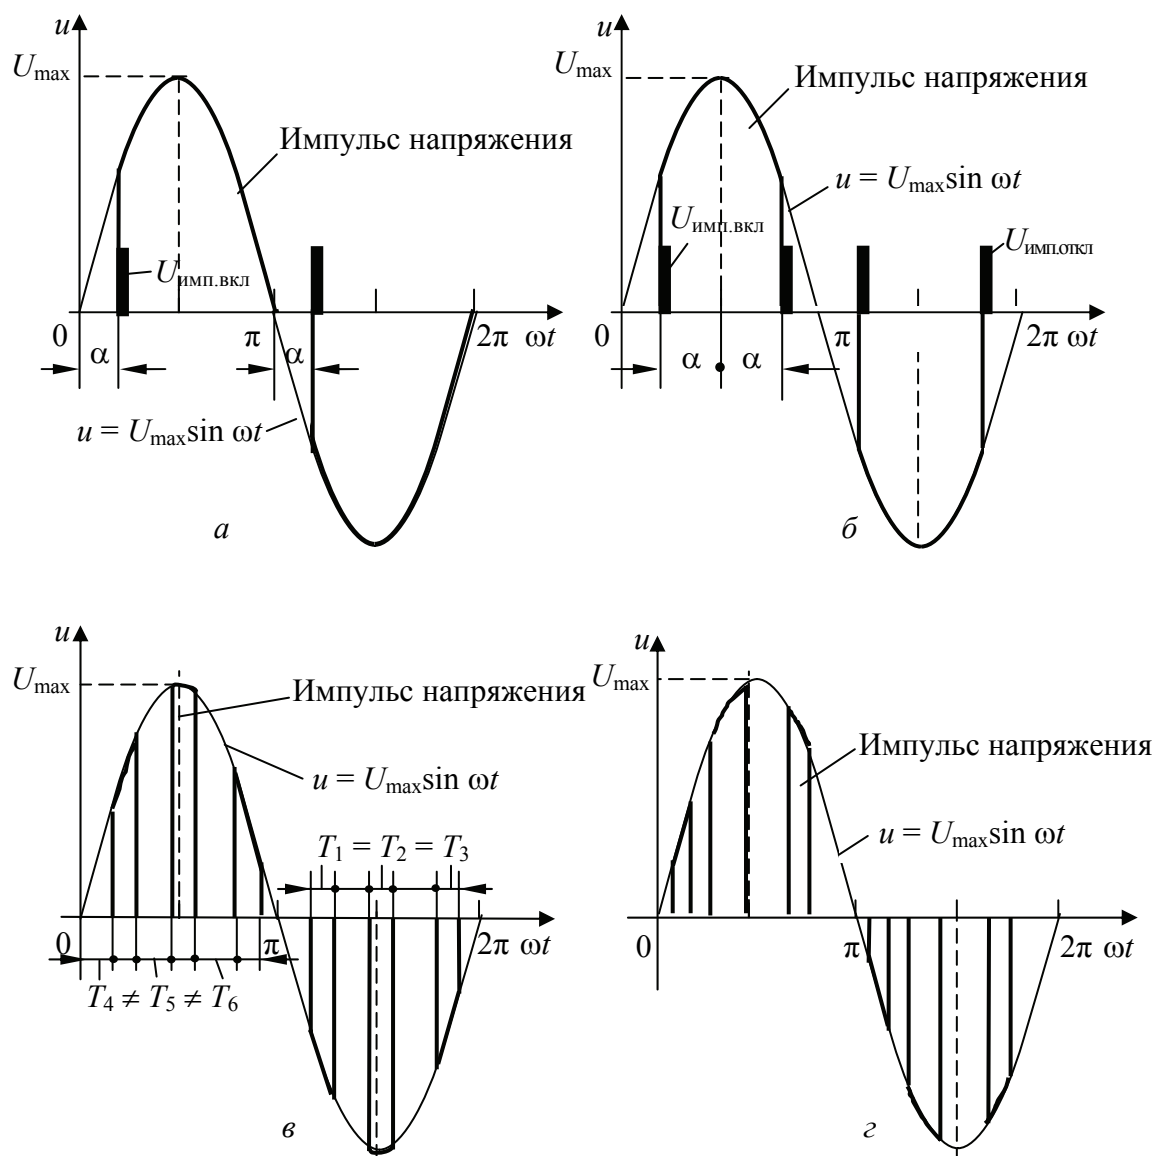 u
U_max
Импульс напряжения
U_имп.вкл
0
π
2π ωt
α
α
u = U_max sin ωt
а
u
U_max
Импульс напряжения
u = U_max sin ωt
U_имп.вкл
U_имп.откл
0
π
2π ωt
α
α
б
u
U_max
Импульс напряжения
u = U_max sin ωt
T_1 = T_2 = T_3
0
π
2π ωt
T_4 ≠ T_5 ≠ T_6
в
u
U_max
Импульс напряжения
u = U_max sin ωt
0
π
2π ωt
г